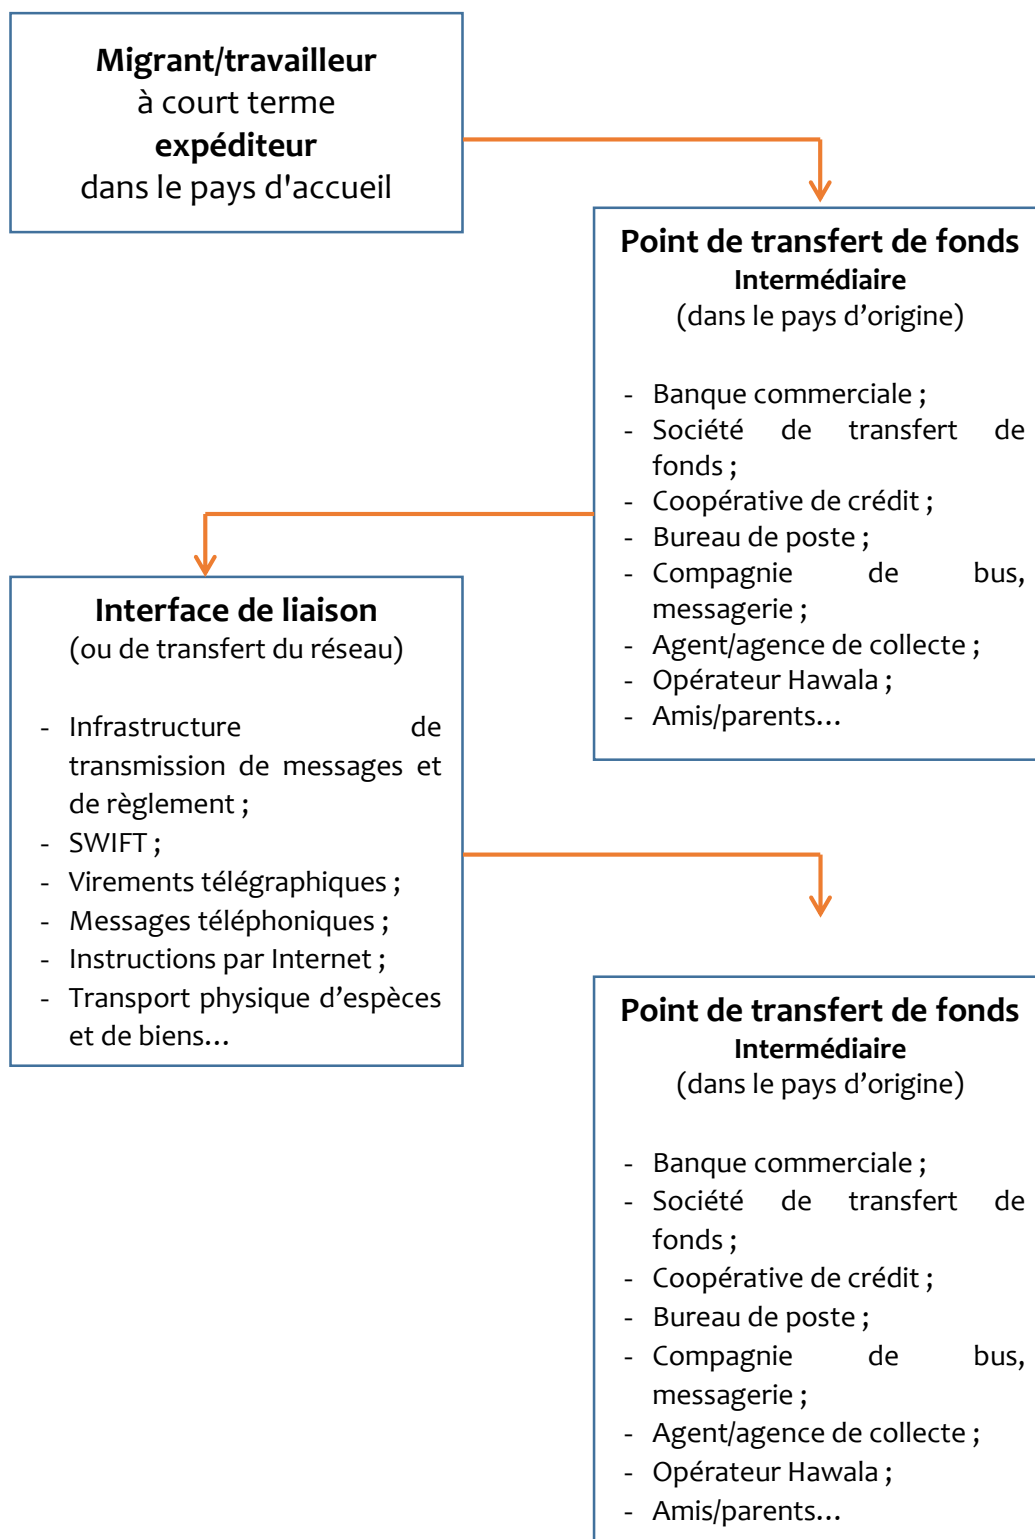 Migrant/travailleur
à court terme
expéditeur
dans le pays d'accueil
Point de transfert de fonds
Intermédiaire
(dans le pays d’origine)
- Banque commerciale ;
- Société de transfert de
fonds ;
- Coopérative de crédit ;
- Bureau de poste ;
- Compagnie de bus,
messagerie ;
- Agent/agence de collecte ;
- Opérateur Hawala ;
- Amis/parents…
Interface de liaison
(ou de transfert du réseau)
- Infrastructure de
transmission de messages et
de règlement ;
- SWIFT ;
- Virements télégraphiques ;
- Messages téléphoniques ;
- Instructions par Internet ;
- Transport physique d’espèces
et de biens…
Point de transfert de fonds
Intermédiaire
(dans le pays d’origine)
- Banque commerciale ;
- Société de transfert de
fonds ;
- Coopérative de crédit ;
- Bureau de poste ;
- Compagnie de bus,
messagerie ;
- Agent/agence de collecte ;
- Opérateur Hawala ;
- Amis/parents…